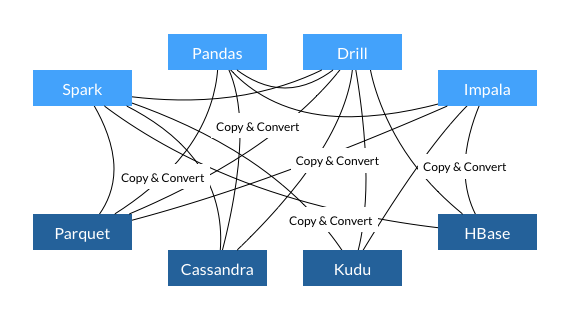 Pandas
Drill
Spark
Impala
Copy & Convert
Copy & Convert
Copy & Convert
Copy & Convert
Copy & Convert
Parquet
HBase
Cassandra
Kudu